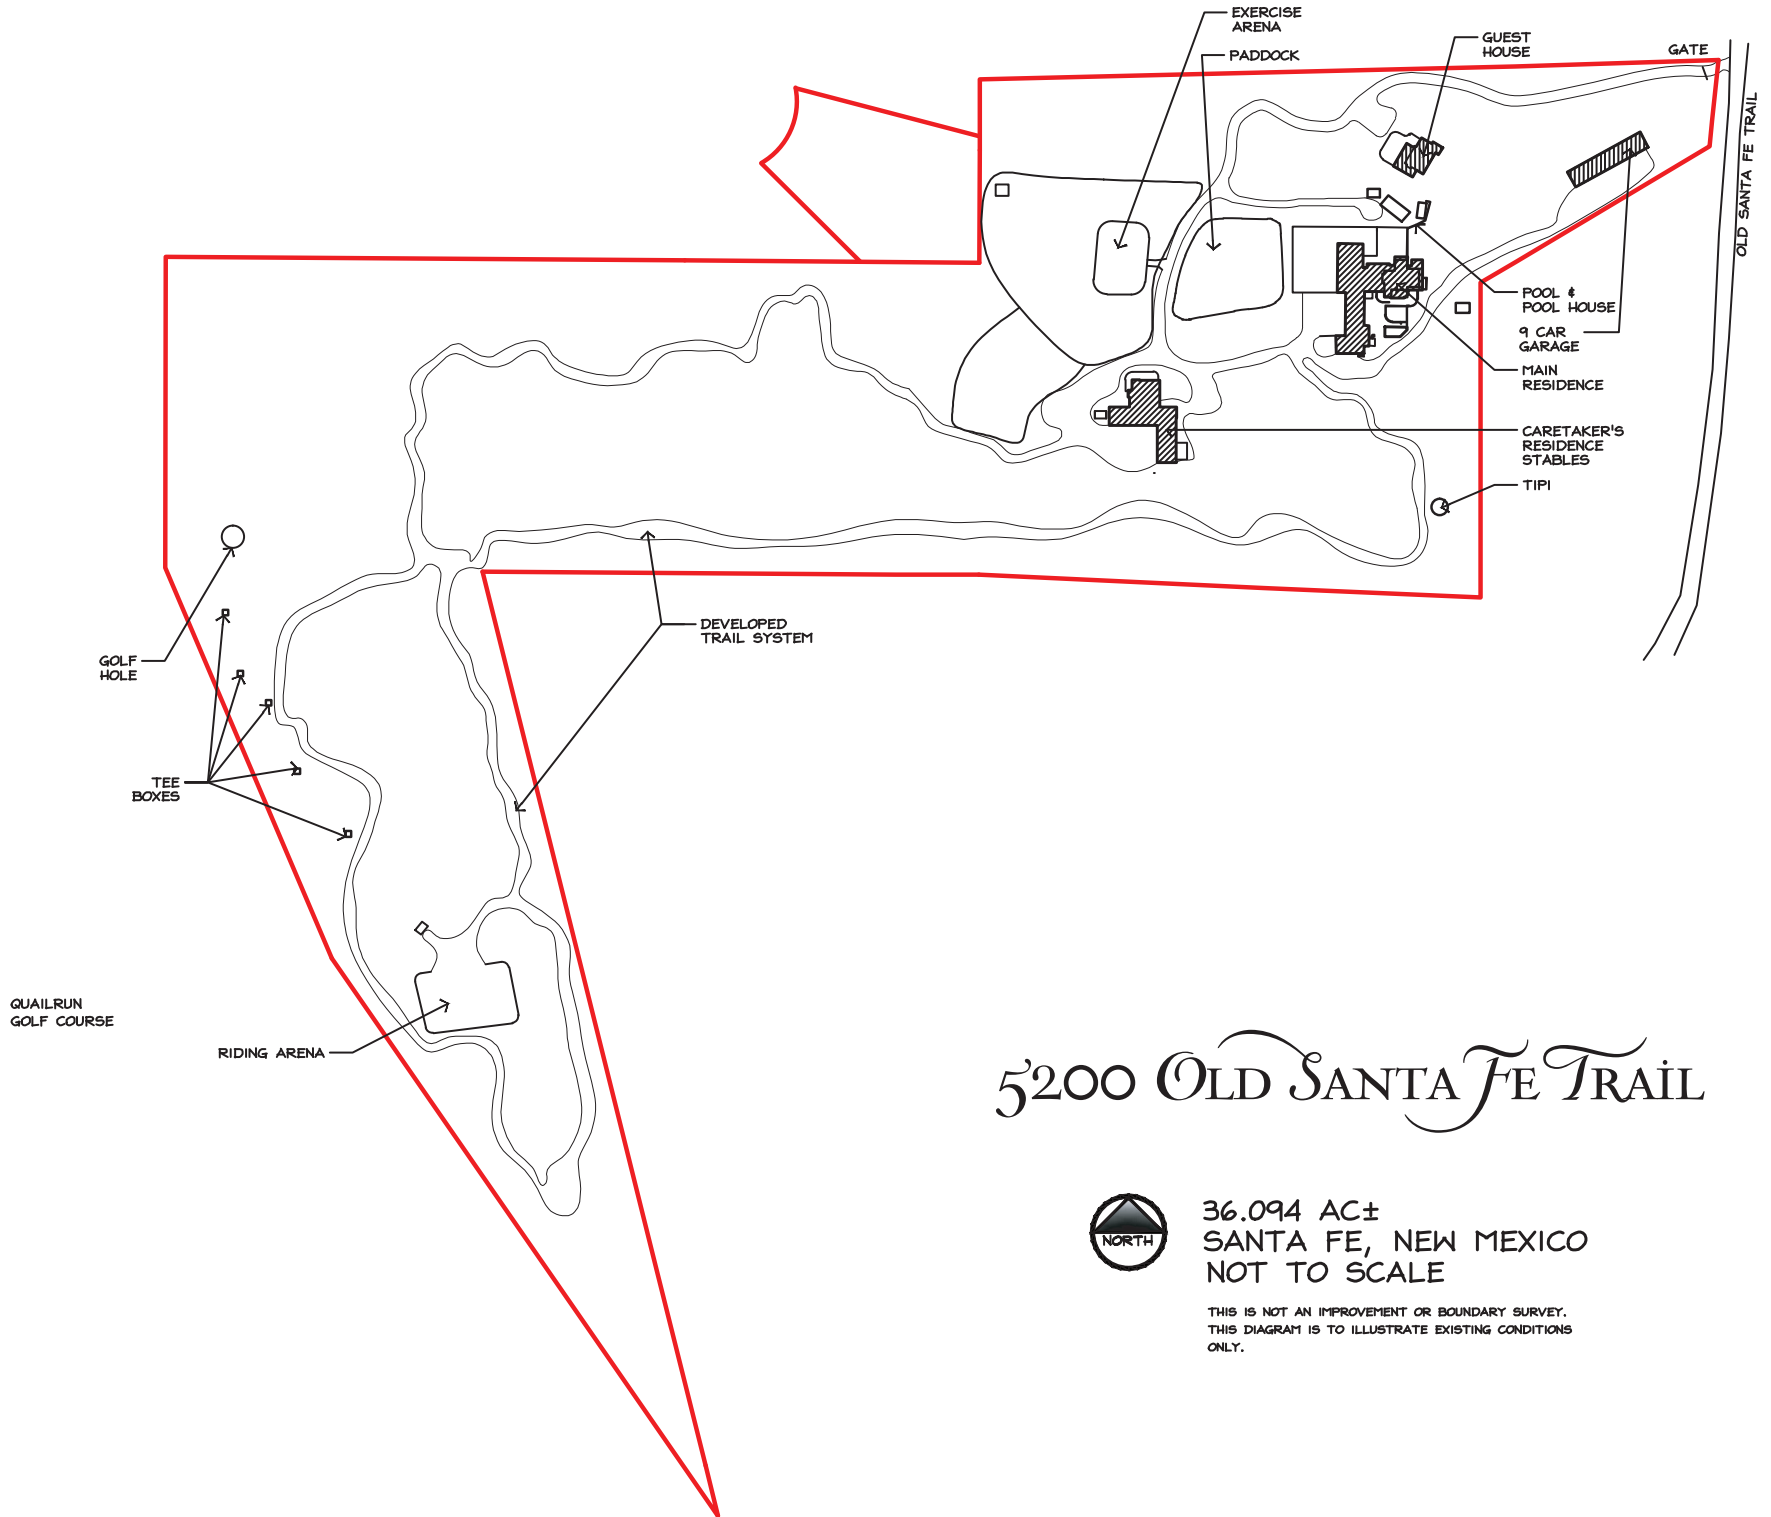 EXERCISE
ARENA
PADDOCK
GUEST
HOUSE
GATE
OLD SANTA FE TRAIL
POOL &
POOL HOUSE
9 CAR
GARAGE
MAIN
RESIDENCE
CARETAKER'S
RESIDENCE
STABLES
TIPI
DEVELOPED
TRAIL SYSTEM
GOLF
HOLE
TEE
BOXES
QUAILRUN
GOLF COURSE
RIDING ARENA
5200 OLD SANTA FE TRAIL
NORTH
36.094 AC±
SANTA FE, NEW MEXICO
NOT TO SCALE
THIS IS NOT AN IMPROVEMENT OR BOUNDARY SURVEY.
THIS DIAGRAM IS TO ILLUSTRATE EXISTING CONDITIONS
ONLY.